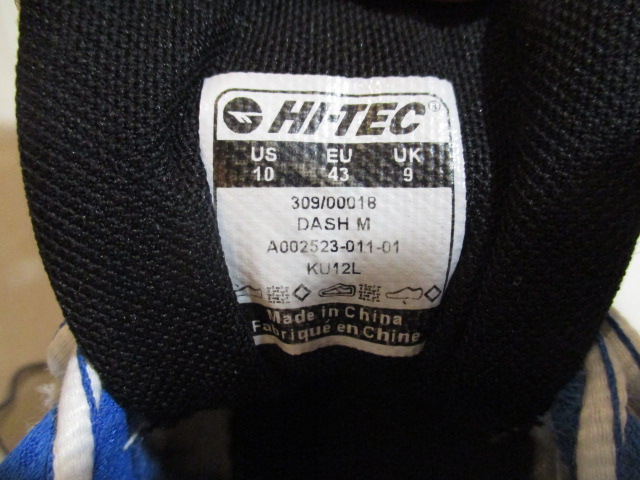 HI-TEC®
US EU UK
10 43 9
309/00018
DASH M
A002523-011-01
KU12L
Made in China
Fabriqué en Chine